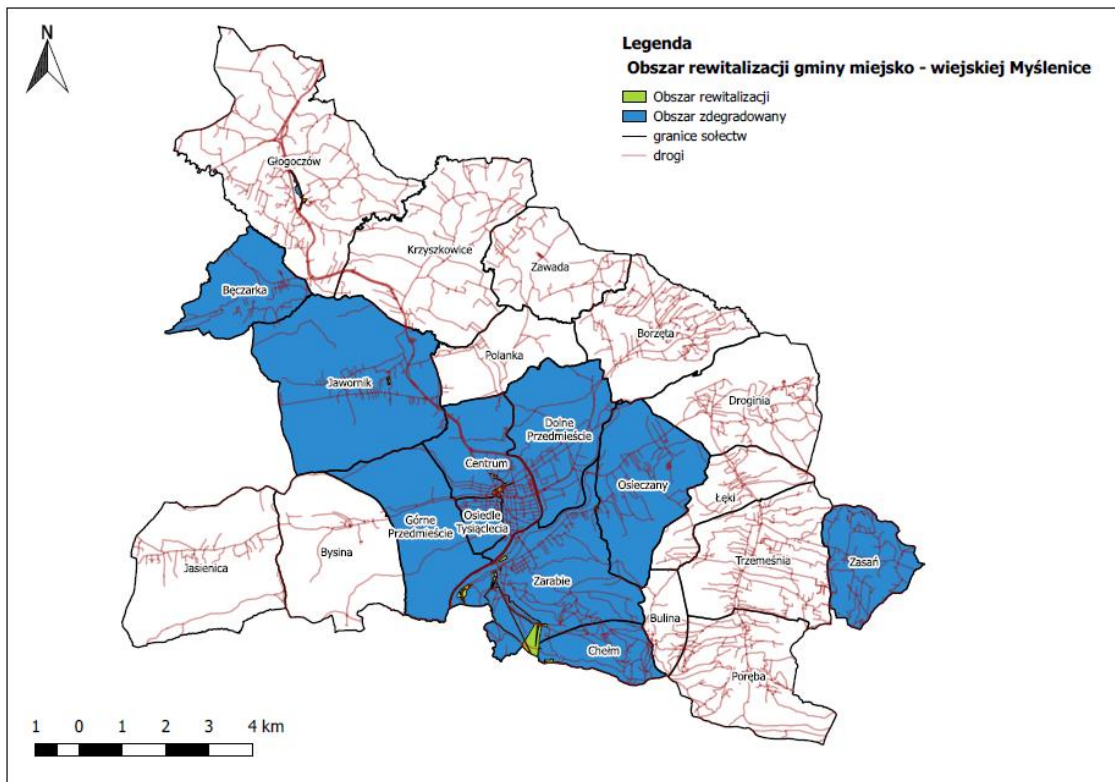 N
Legenda
Obszar rewitalizacji gminy miejsko - wiejskiej Myślenice
Obszar rewitalizacji
Obszar zdegradowany
granice sołectw
drogi
Głogoczów
Krzyszkowice
Zawada
Bęczarka
Borzęta
Polanka
Jawornik
Droginia
Dolne
Przedmieście
Centrum
Osieczany
Łęki
Osiedle
Tysiąclecia
Górne
Przedmieście
Bysina
Jasienica
Trzemeśnia
Zasań
Zarabie
Bulina
Chełm
Poręba
1 0 1 2 3 4 km